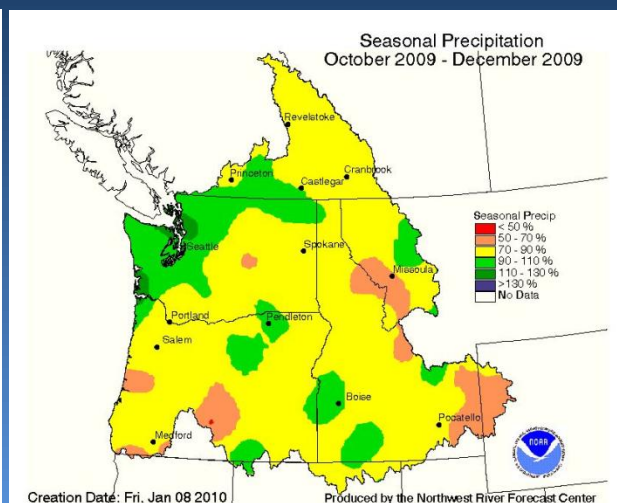 Seasonal Precipitation
October 2009 - December 2009
Revelstoke
Princeton
Castlegar
Cranbrook
Seattle
Spokane
Missoula
Seasonal Precip
< 50 %
50 - 70 %
70 - 90 %
90 - 110 %
110 - 130 %
>130 %
No Data
Portland
Pendleton
Salem
Boise
Pocatello
Medford
NOAA
Creation Date: Fri, Jan 08 2010
Produced by the Northwest River Forecast Center